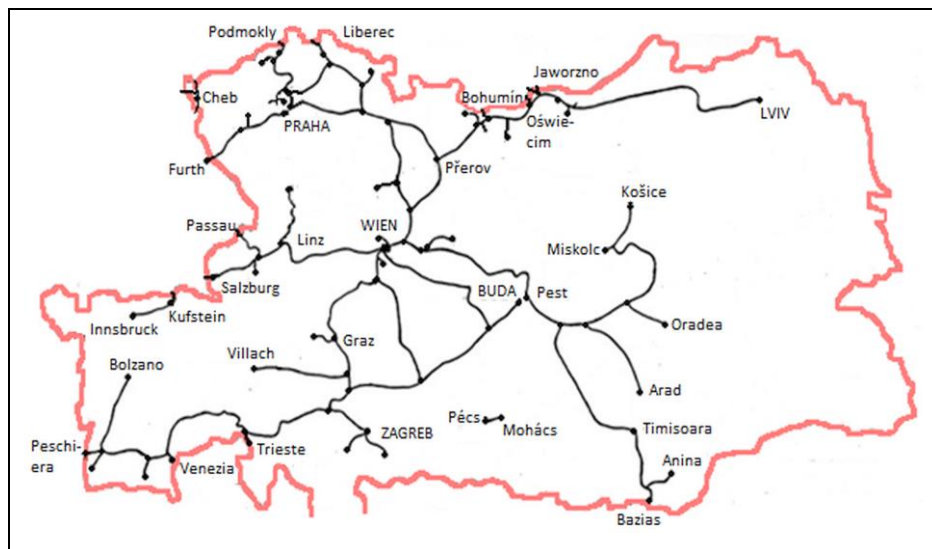 Podmokly
Liberec
Cheb
PRAHA
Jaworzno
Bohumín
Oświe-
cim
LVIV
Furth
Přerov
Košice
Passau
Linz
WIEN
Miskolc
Salzburg
BUDA
Pest
Innsbruck
Kufstein
Oradea
Bolzano
Villach
Graz
Arad
Pécs
Mohács
ZAGREB
Timisoara
Peschi-
era
Venezia
Trieste
Anina
Bazias